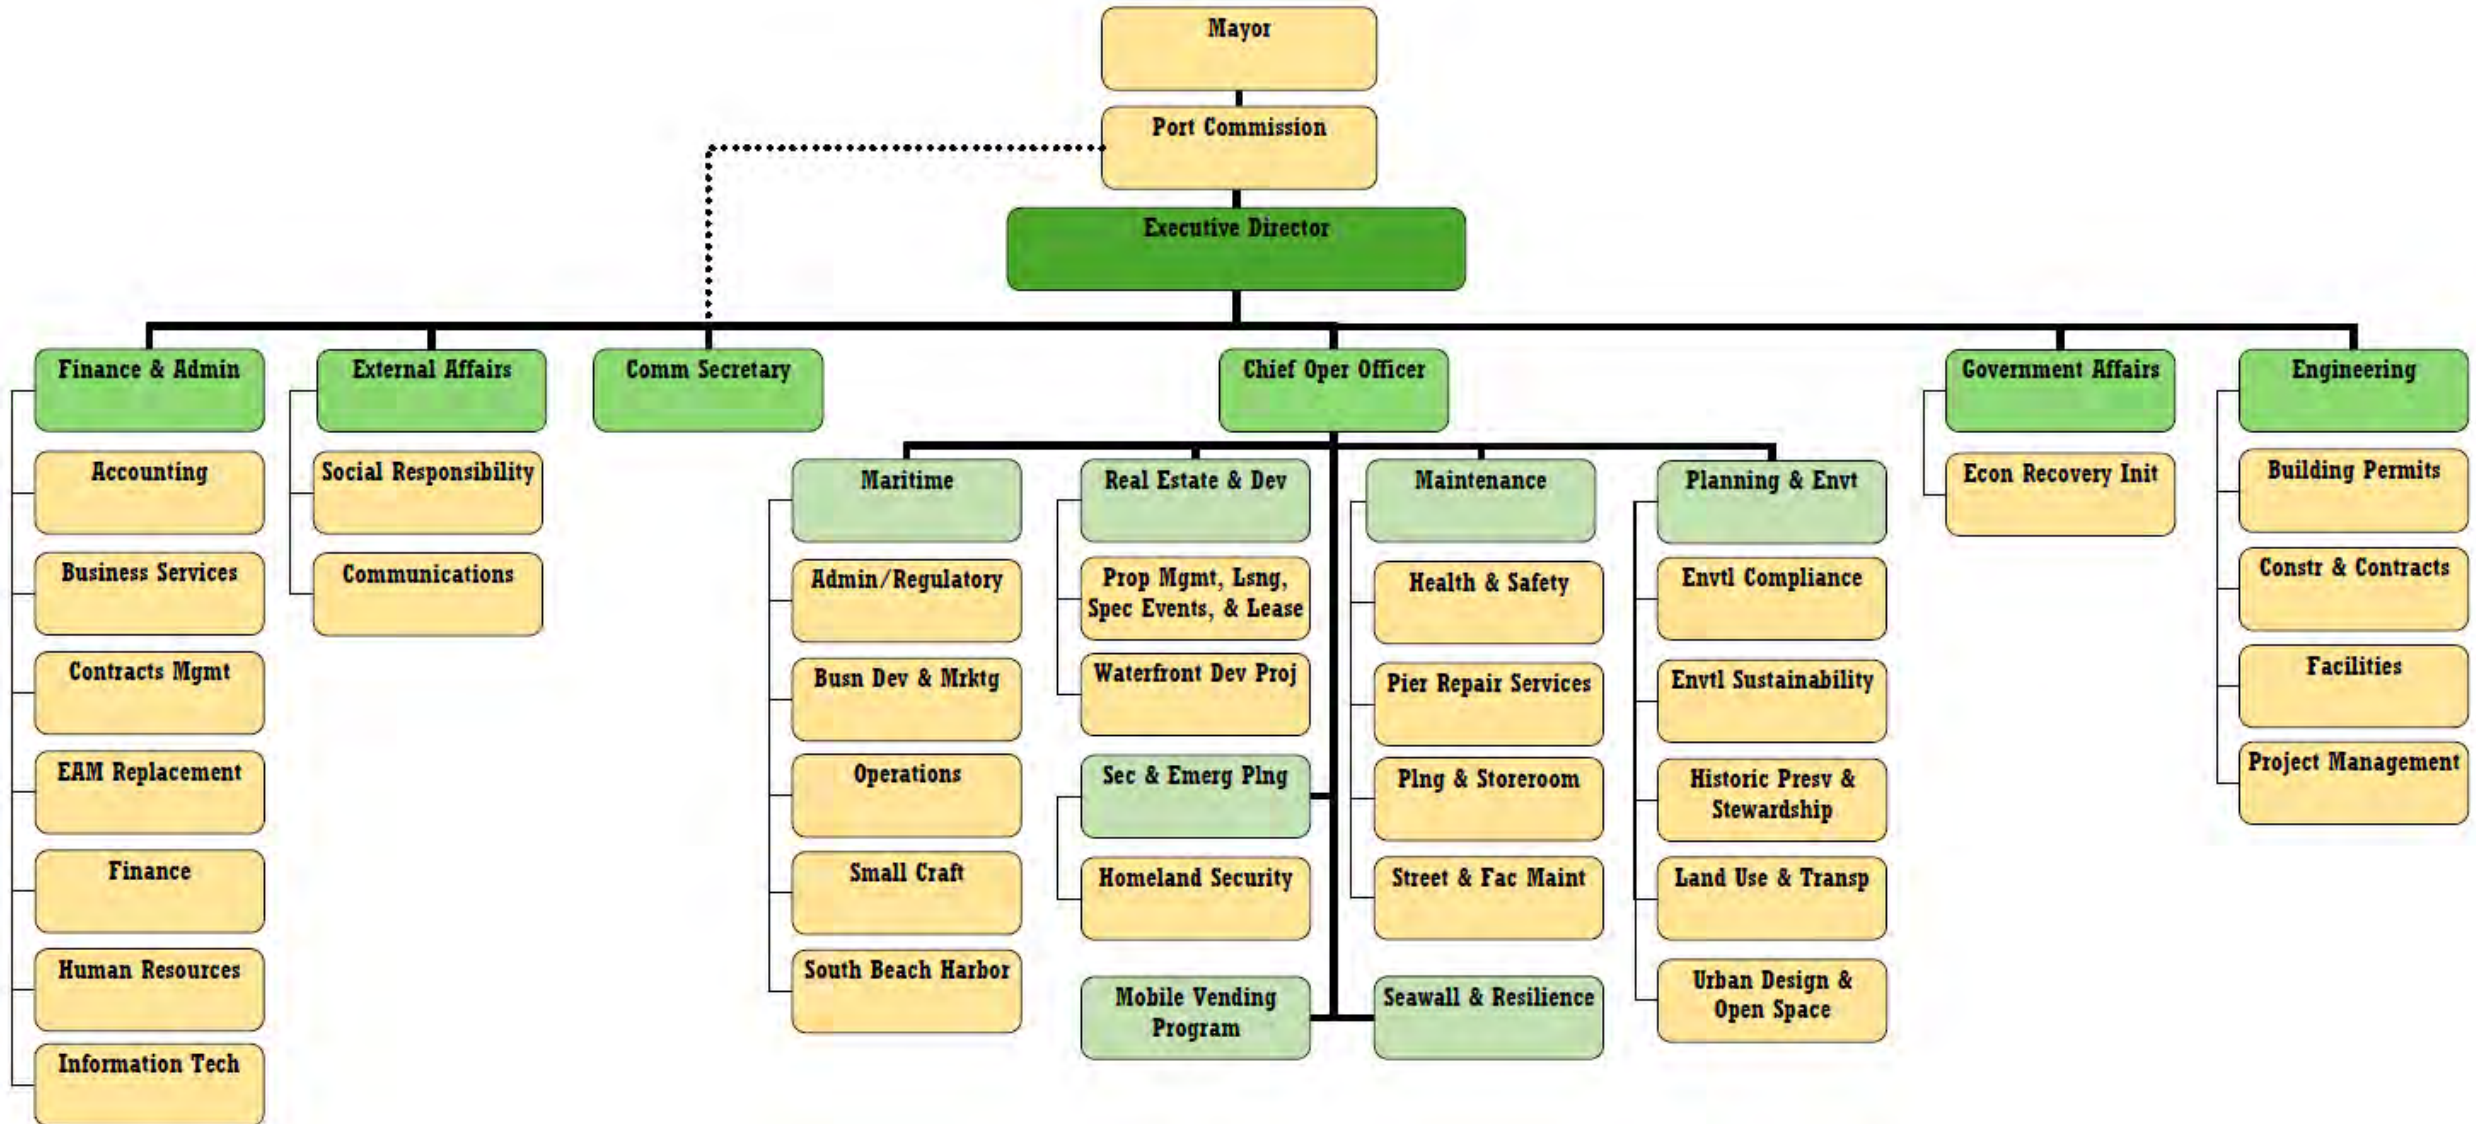 Mayor
Port Commission
Executive Director
Finance & Admin
External Affairs
Comm Secretary
Chief Oper Officer
Government Affairs
Engineering
Accounting
Business Services
Contracts Mgmt
EAM Replacement
Finance
Human Resources
Information Tech
Social Responsibility
Communications
Maritime
Admin/Regulatory
Busn Dev & Mrktg
Operations
Small Craft
South Beach Harbor
Real Estate & Dev
Prop Mgmt, Lsng,
Spec Events, & Lease
Waterfront Dev Proj
Sec & Emerg Plng
Homeland Security
Mobile Vending
Program
Maintenance
Health & Safety
Pier Repair Services
Plng & Storeroom
Street & Fac Maint
Seawall & Resilience
Planning & Envt
Envtl Compliance
Envtl Sustainability
Historic Presv &
Stewardship
Land Use & Transp
Urban Design &
Open Space
Econ Recovery Init
Building Permits
Constr & Contracts
Facilities
Project Management